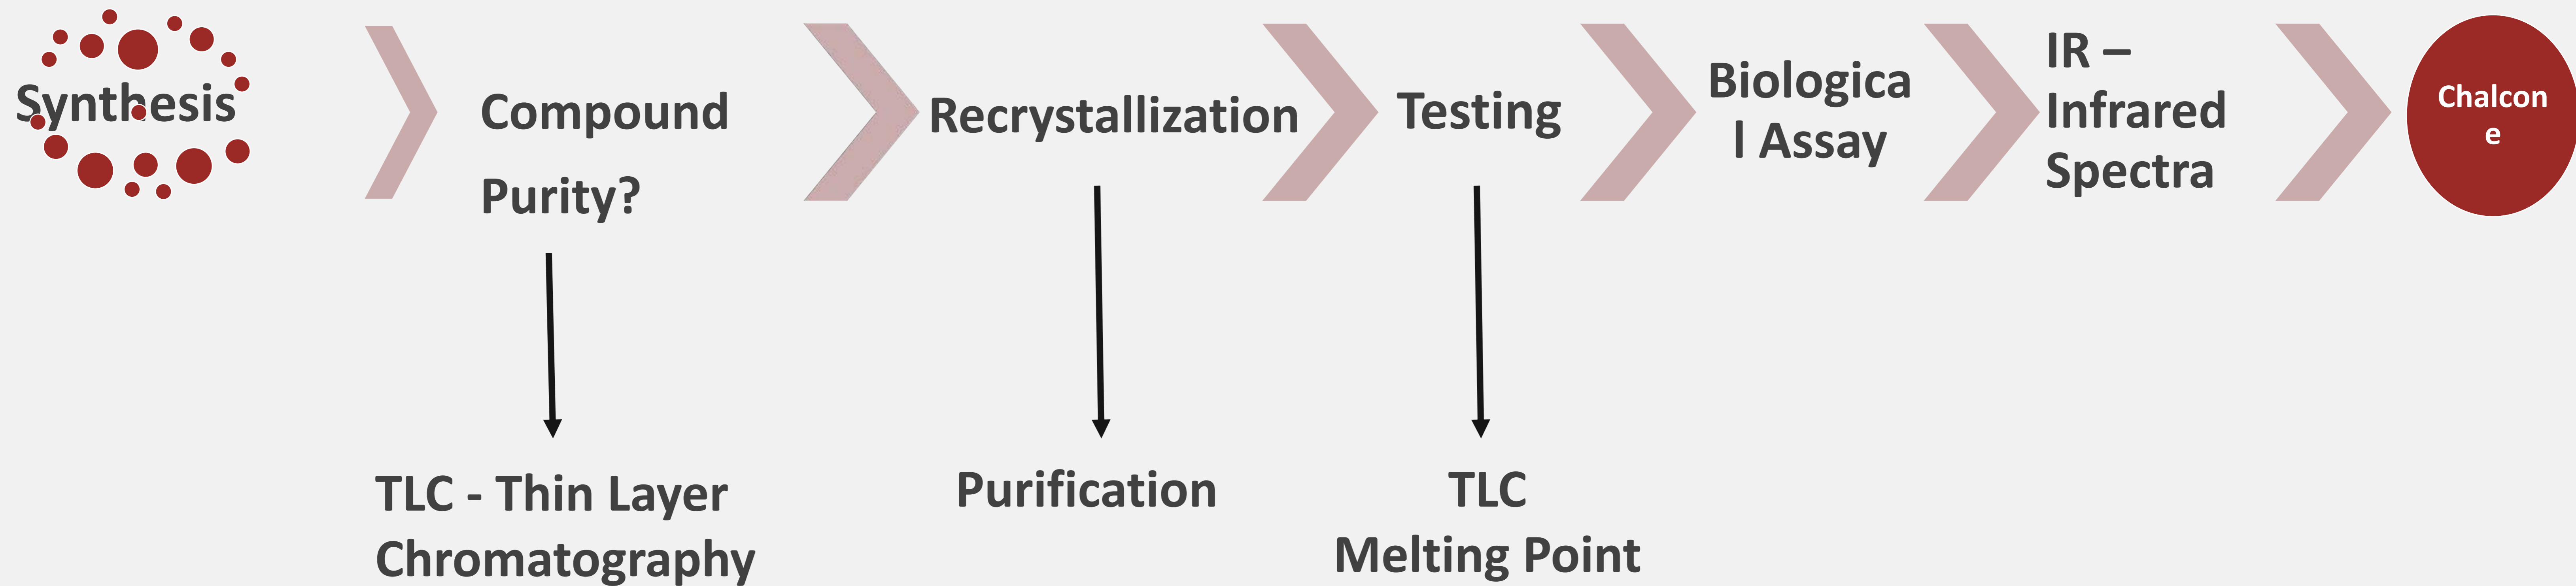 Synthesis
Compound
Purity?
Recrystallization
Testing
Biologica
l Assay
IR –
Infrared
Spectra
Chalcon
e
TLC - Thin Layer
Chromatography
Purification
TLC
Melting Point